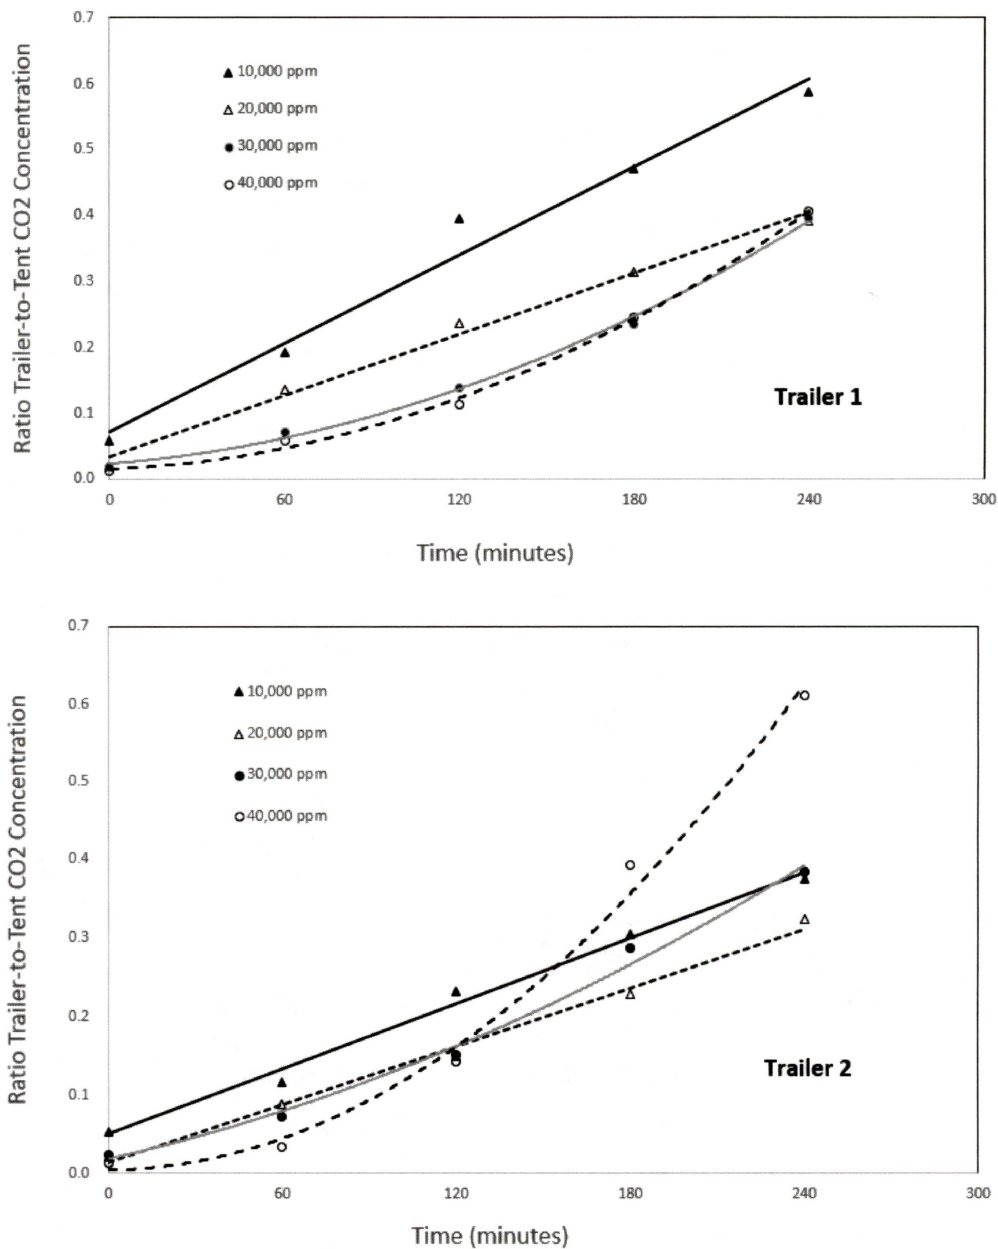 Ratio Trailer-to-Tent CO2 Concentration
0.7
0.6
0.5
0.4
0.3
0.2
0.1
0.0
10,000 ppm
20,000 ppm
30,000 ppm
40,000 ppm
Trailer 1
0 60 120 180 240 300
Time (minutes)
Ratio Trailer-to-Tent CO2 Concentration
0.7
0.6
0.5
0.4
0.3
0.2
0.1
0.0
10,000 ppm
20,000 ppm
30,000 ppm
40,000 ppm
Trailer 2
0 60 120 180 240 300
Time (minutes)